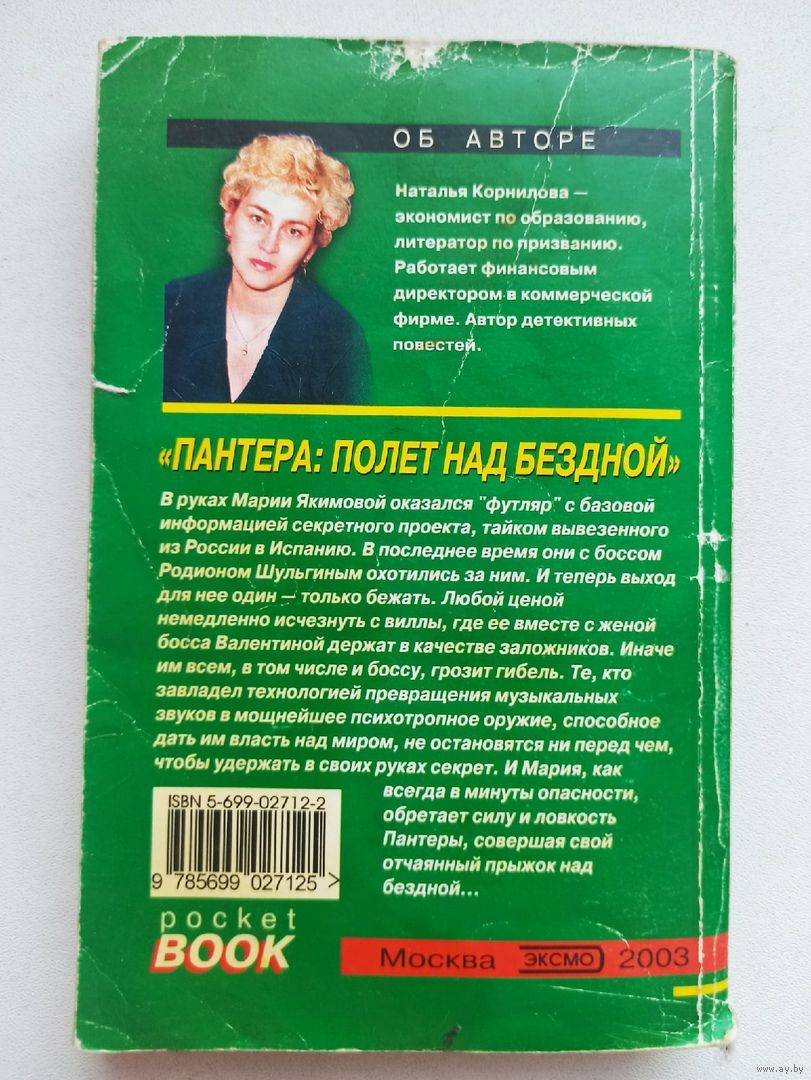 ОБ АВТОРЕ
Наталья Корнилова —
экономист по образованию,
литератор по призванию.
Работает финансовым
директором в коммерческой
фирме. Автор детективных
повестей.
«ПАНТЕРА: ПОЛЕТ НАД БЕЗДНОЙ»
В руках Марии Якимовой оказался "футляр" с базовой
информацией секретного проекта, тайком вывезенного
из России в Испанию. В последнее время они с боссом
Родионом Шульгиным охотились за ним. И теперь выход
для нее один — только бежать. Любой ценой
немедленно исчезнуть с виллы, где ее вместе с женой
босса Валентиной держат в качестве заложников. Иначе
им всем, в том числе и боссу, грозит гибель. Те, кто
завладел технологией превращения музыкальных
звуков в мощнейшее психотропное оружие, способное
дать им власть над миром, не остановятся ни перед чем,
чтобы удержать в своих руках секрет. И Мария, как
всегда в минуты опасности,
обретает силу и ловкость
Пантеры, совершая свой
отчаянный прыжок над
бездной...
ISBN 5-699-02712-2
9 785699 027125 >
pocket
BOOK
Москва ЭКСМО 2003
www.ay.by